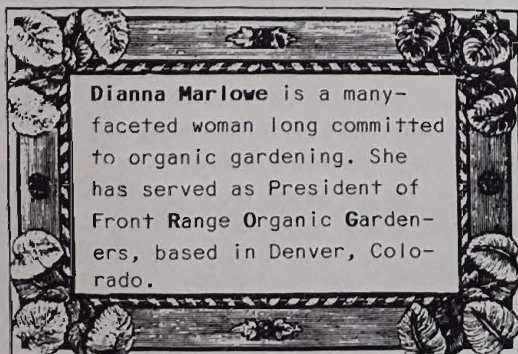 Dianna Marlowe is a many-
faceted woman long committed
to organic gardening. She
has served as President of
Front Range Organic Garden-
ers, based in Denver, Colo-
rado.